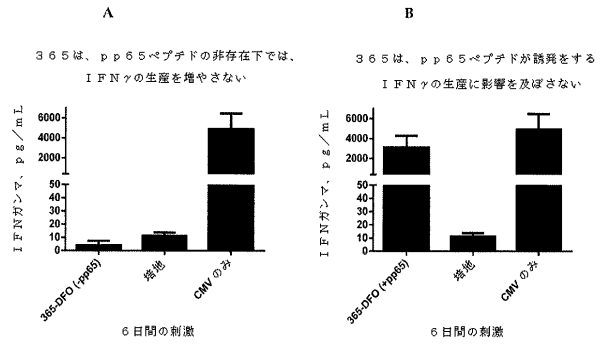 A
365は、pp65ペプチドの非存在下では、
IFNγの生産を増やさない
IFNガンマ、pg/mL
6000
4000
2000
50
40
30
20
10
0
365-DFO (-pp65)
培地
CMVのみ
6日間の刺激
B
365は、pp65ペプチドが誘発をする
IFNγの生産に影響を及ぼさない
IFNガンマ、pg/mL
6000
4000
2000
50
40
30
20
10
0
365-DFO (+pp65)
培地
CMVのみ
6日間の刺激